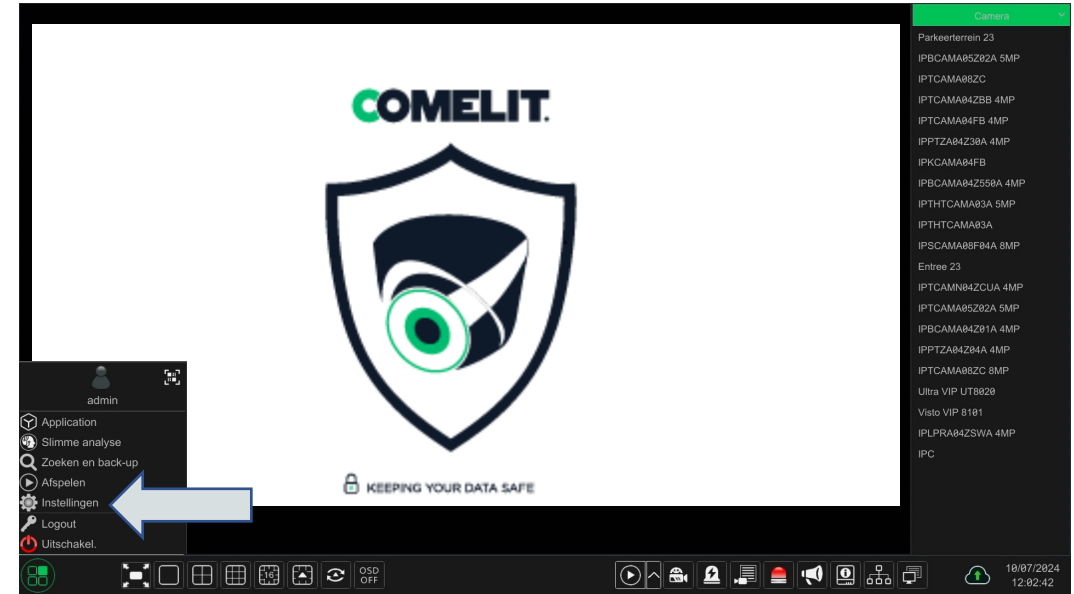 Camera
Parkeerterrein 23
IPBCAMA05Z02A 5MP
IPTCAMA08ZC
IPTCAMA04ZBB 4MP
IPTCAMA04FB 4MP
IPPTZA04Z30A 4MP
IPKCAMA04FB
IPBCAMA04Z550A 4MP
IPTHTCAMA03A 5MP
IPTHTCAMA03A
IPSCAMA08F04A 8MP
Entree 23
IPTCAMN04ZCUA 4MP
IPTCAMA05Z02A 5MP
IPBCAMA04Z01A 4MP
IPPTZA04Z04A 4MP
IPTCAMA08ZC 8MP
Ultra VIP UT8020
Visto VIP 8101
IPLPRA04ZSWA 4MP
IPC
COMELIT.
KEEPING YOUR DATA SAFE
admin
Application
Slimme analyse
Zoeken en back-up
Afspelen
Instellingen
Logout
Uitschakel.
16
OSD
OFF
10/07/2024
12:02:42